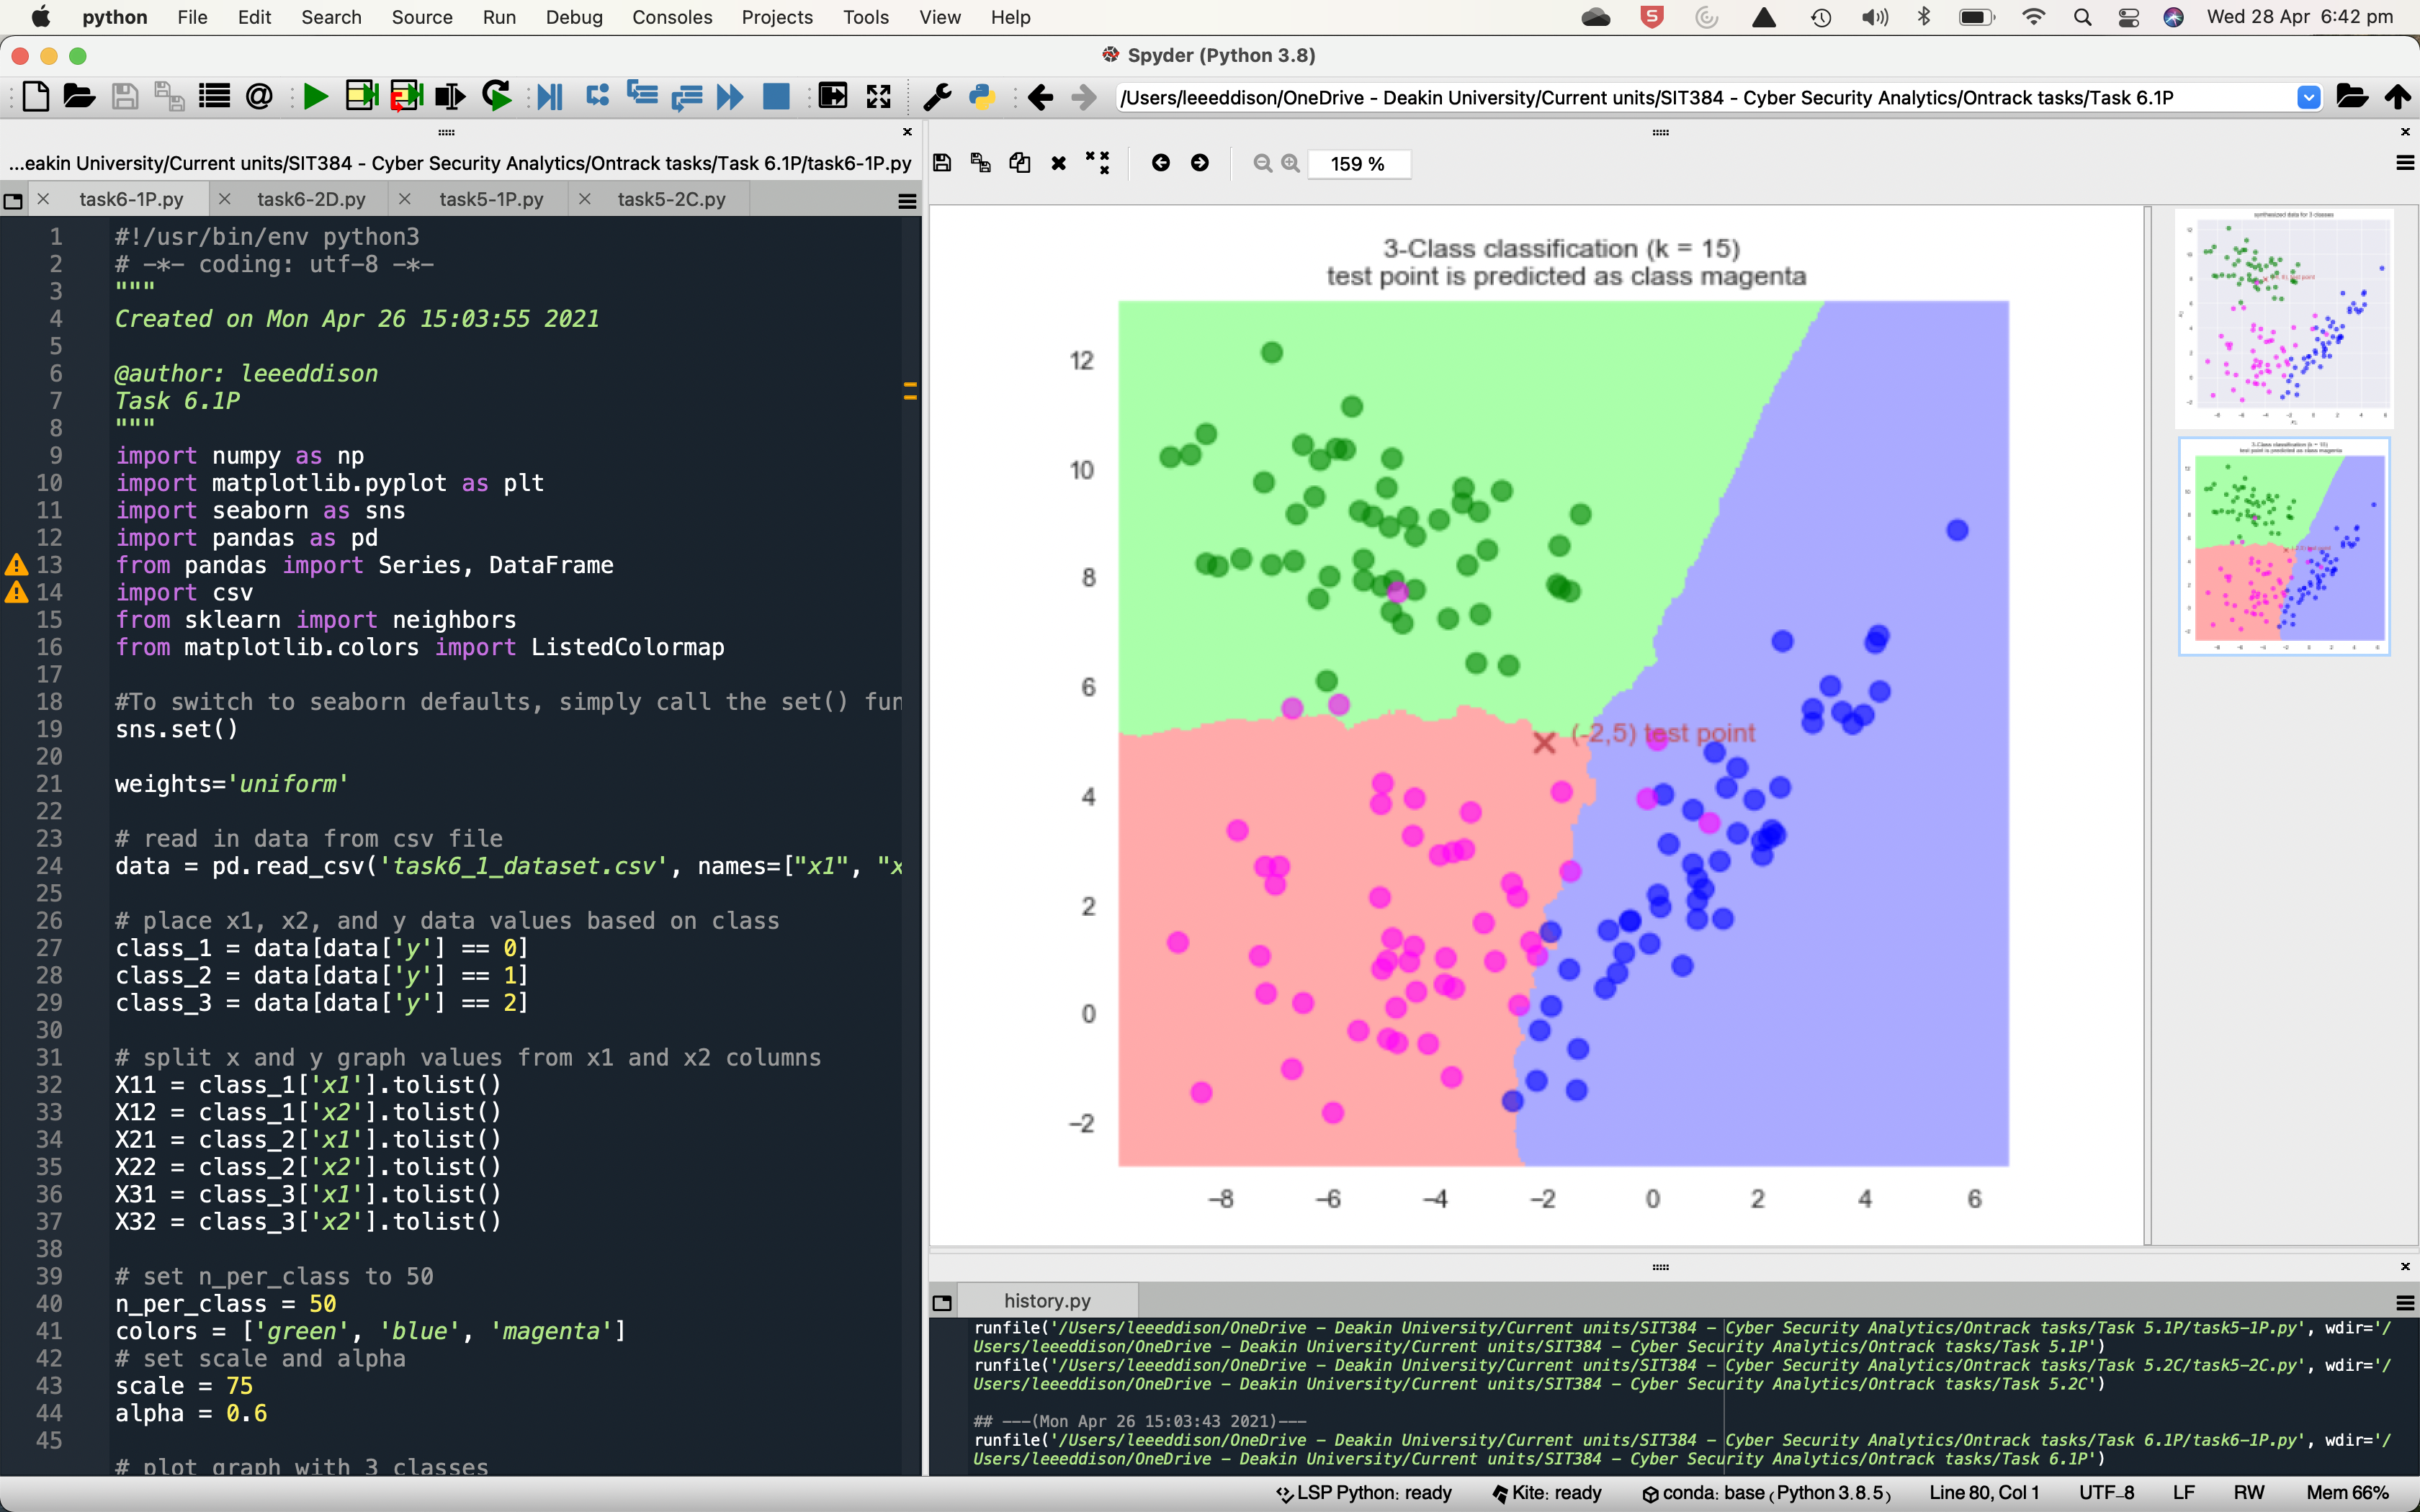 python File Edit Search Source Run Debug Consoles Projects Tools View Help Wed 28 Apr 6:42 pm
Spyder (Python 3.8)
/Users/leeeddison/OneDrive - Deakin University/Current units/SIT384 - Cyber Security Analytics/Ontrack tasks/Task 6.1P
...eakin University/Current units/SIT384 - Cyber Security Analytics/Ontrack tasks/Task 6.1P/task6-1P.py
task6-1P.py task6-2D.py task5-1P.py task5-2C.py
1 #!/usr/bin/env python3
2 # -*- coding: utf-8 -*-
3 """
4 Created on Mon Apr 26 15:03:55 2021
5
6 @author: leeeddison
7 Task 6.1P
8 """
9 import numpy as np
10 import matplotlib.pyplot as plt
11 import seaborn as sns
12 import pandas as pd
13 from pandas import Series, DataFrame
14 import csv
15 from sklearn import neighbors
16 from matplotlib.colors import ListedColormap
17
18 #To switch to seaborn defaults, simply call the set() fun
19 sns.set()
20
21 weights='uniform'
22
23 # read in data from csv file
24 data = pd.read_csv('task6_1_dataset.csv', names=["x1", "x
25
26 # place x1, x2, and y data values based on class
27 class_1 = data[data['y'] == 0]
28 class_2 = data[data['y'] == 1]
29 class_3 = data[data['y'] == 2]
30
31 # split x and y graph values from x1 and x2 columns
32 X11 = class_1['x1'].tolist()
33 X12 = class_1['x2'].tolist()
34 X21 = class_2['x1'].tolist()
35 X22 = class_2['x2'].tolist()
36 X31 = class_3['x1'].tolist()
37 X32 = class_3['x2'].tolist()
38
39 # set n_per_class to 50
40 n_per_class = 50
41 colors = ['green', 'blue', 'magenta']
42 # set scale and alpha
43 scale = 75
44 alpha = 0.6
45
# plot graph with 3 classes
159 %
3-Class classification (k = 15)
test point is predicted as class magenta
12
10
8
6
(-2,5) test point
4
2
0
−2
−8 −6 −4 −2 0 2 4 6
synthesized data for 3 classes
3-Class classification (k = 15)
test point is predicted as class magenta
history.py
runfile('/Users/leeeddison/OneDrive - Deakin University/Current units/SIT384 - Cyber Security Analytics/Ontrack tasks/Task 5.1P/task5-1P.py', wdir='/
Users/leeeddison/OneDrive - Deakin University/Current units/SIT384 - Cyber Security Analytics/Ontrack tasks/Task 5.1P')
runfile('/Users/leeeddison/OneDrive - Deakin University/Current units/SIT384 - Cyber Security Analytics/Ontrack tasks/Task 5.2C/task5-2C.py', wdir='/
Users/leeeddison/OneDrive - Deakin University/Current units/SIT384 - Cyber Security Analytics/Ontrack tasks/Task 5.2C')
## ---(Mon Apr 26 15:03:43 2021)---
runfile('/Users/leeeddison/OneDrive - Deakin University/Current units/SIT384 - Cyber Security Analytics/Ontrack tasks/Task 6.1P/task6-1P.py', wdir='/
Users/leeeddison/OneDrive - Deakin University/Current units/SIT384 - Cyber Security Analytics/Ontrack tasks/Task 6.1P')
LSP Python: ready Kite: ready conda: base (Python 3.8.5) Line 80, Col 1 UTF-8 LF RW Mem 66%